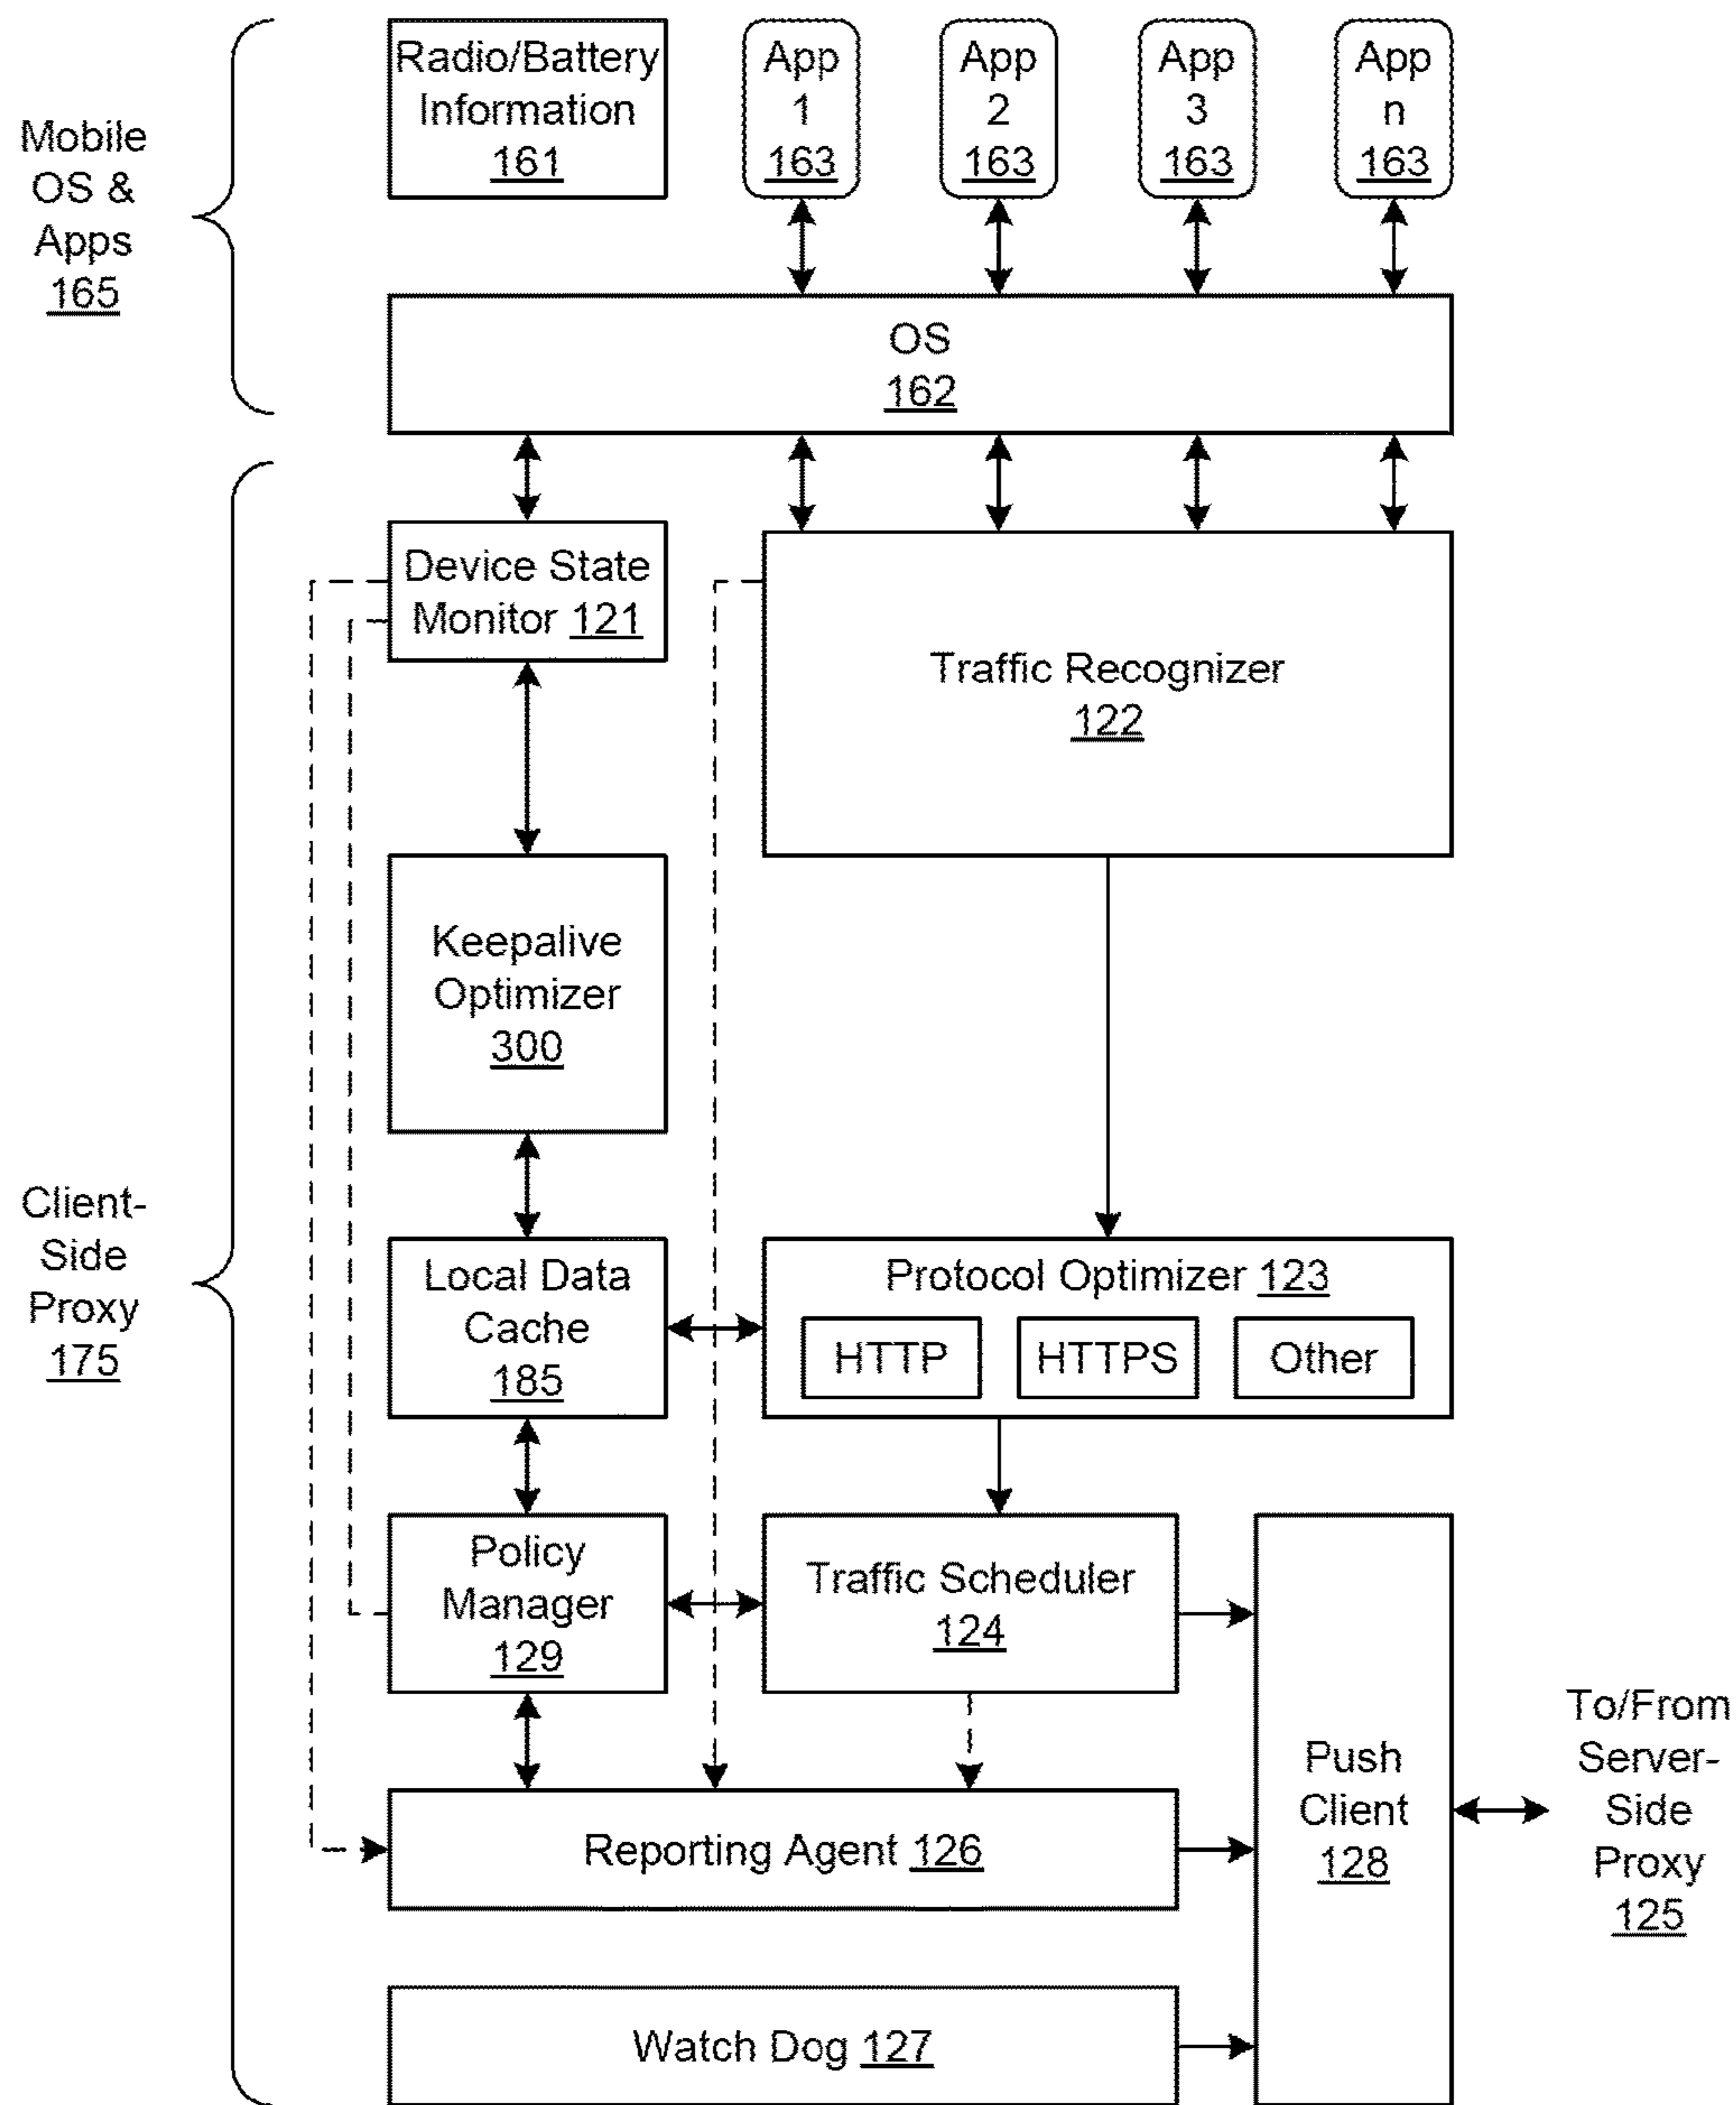 Mobile
OS &
Apps
165
Radio/Battery
Information
161
App
1
163
App
2
163
App
3
163
App
n
163
OS
162
Client-
Side
Proxy
175
Device State
Monitor 121
Traffic Recognizer
122
Keepalive
Optimizer
300
Local Data
Cache
185
Protocol Optimizer 123
HTTP
HTTPS
Other
Policy
Manager
129
Traffic Scheduler
124
Reporting Agent 126
Watch Dog 127
Push
Client
128
To/From
Server-
Side
Proxy
125